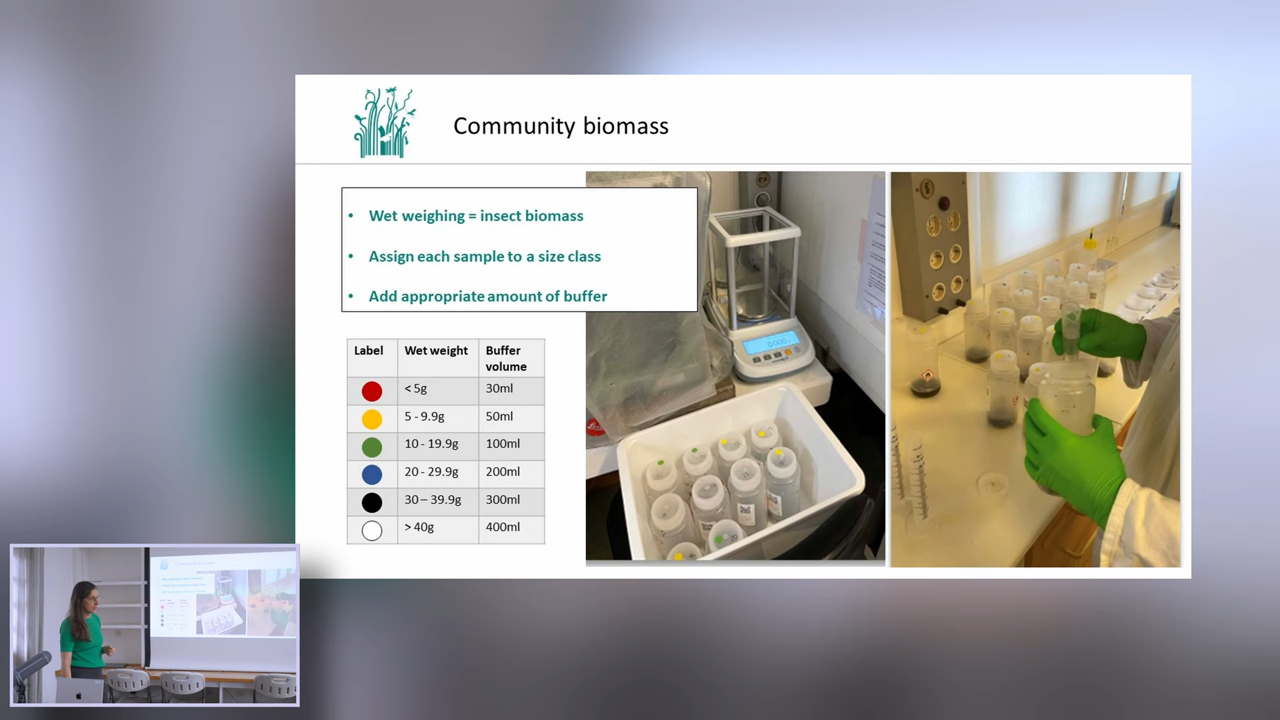 Community biomass
• Wet weighing = insect biomass
• Assign each sample to a size class
• Add appropriate amount of buffer
Label Wet weight Buffer volume
< 5g 30ml
5 - 9.9g 50ml
10 - 19.9g 100ml
20 - 29.9g 200ml
30 – 39.9g 300ml
> 40g 400ml